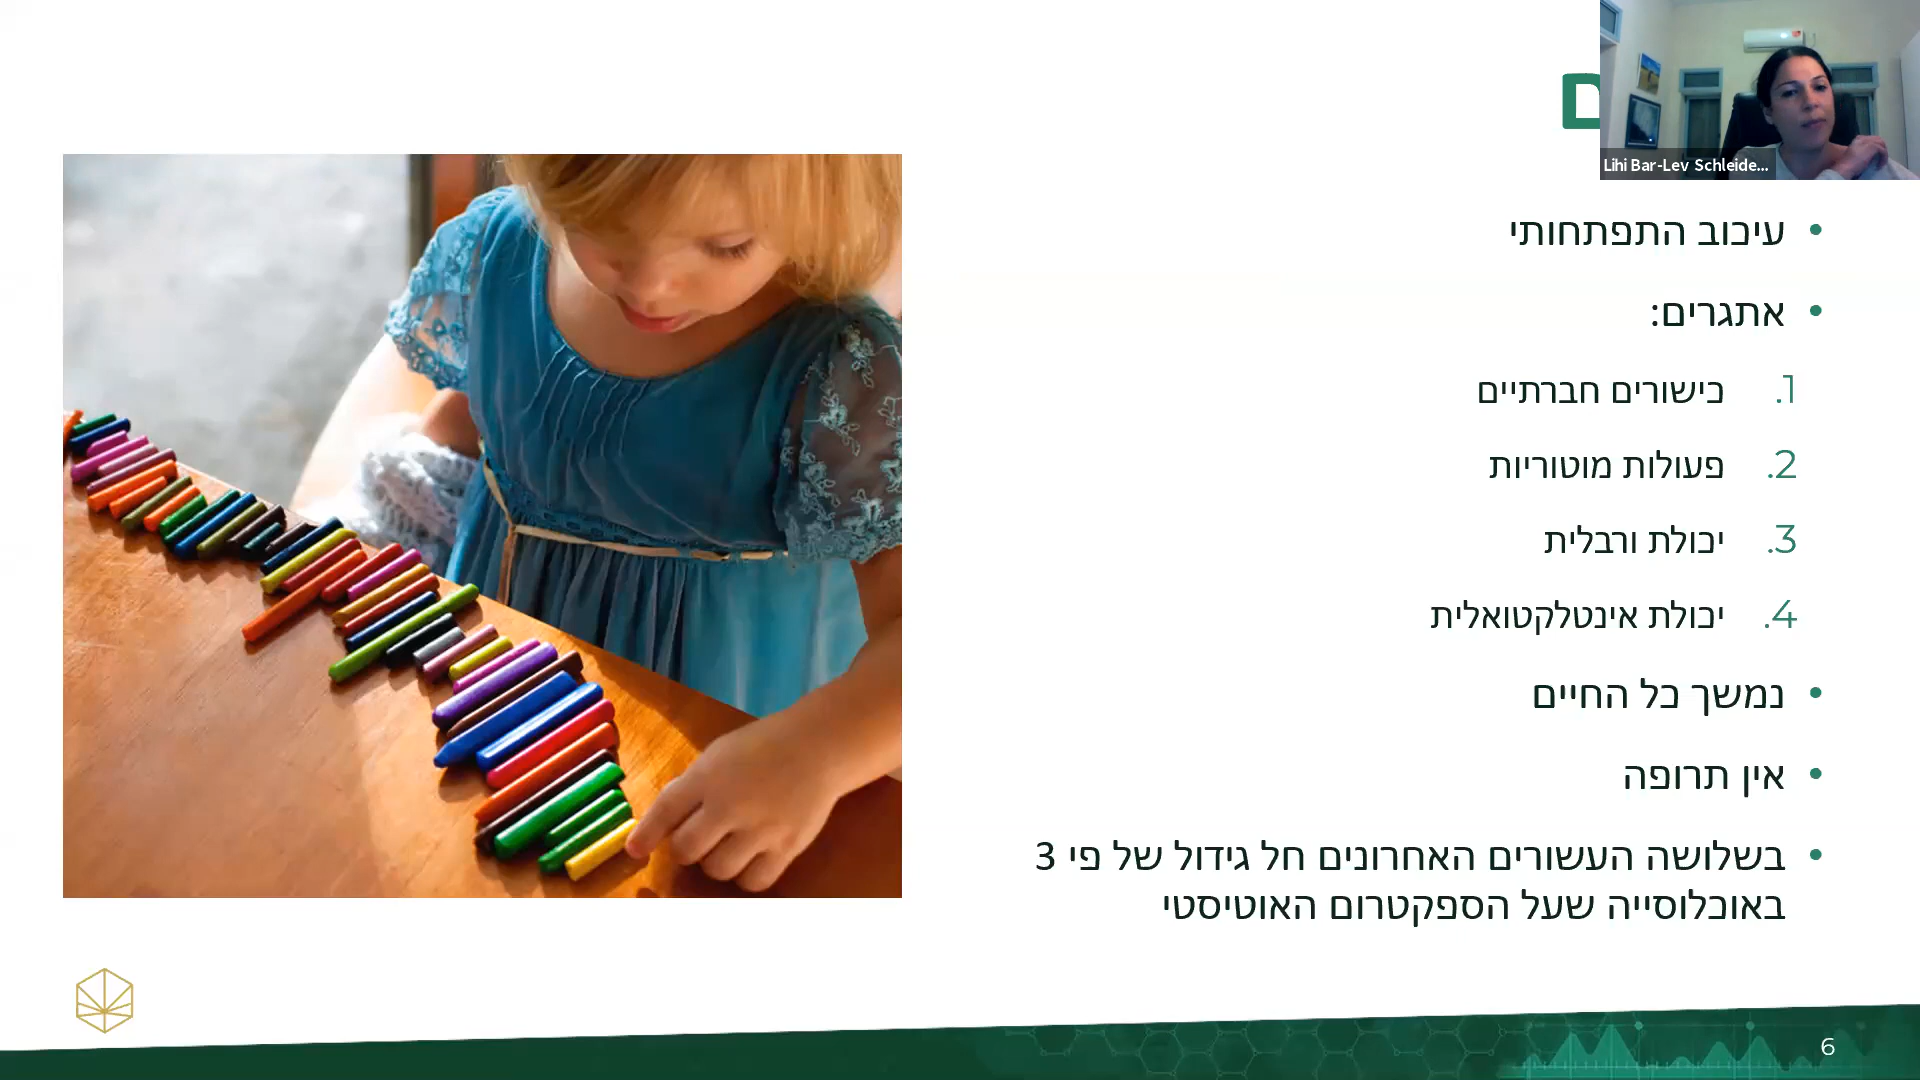 Lihi Bar-Lev Schleide...
• עיכוב התפתחותי
• אתגרים:
1. כישורים חברתיים
2. פעולות מוטוריות
3. יכולת ורבלית
4. יכולת אינטלקטואלית
• נמשך כל החיים
• אין תרופה
• בשלושה העשורים האחרונים חל גידול של פי 3
באוכלוסייה שעל הספקטרום האוטיסטי
6